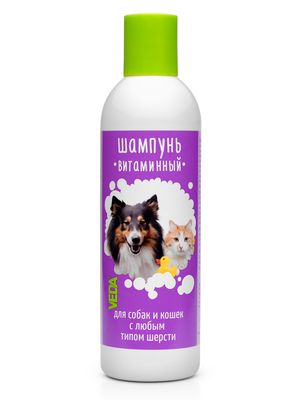 Шампунь
• витаминный •
VEDA
для собак и кошек
с любым
типом шерсти